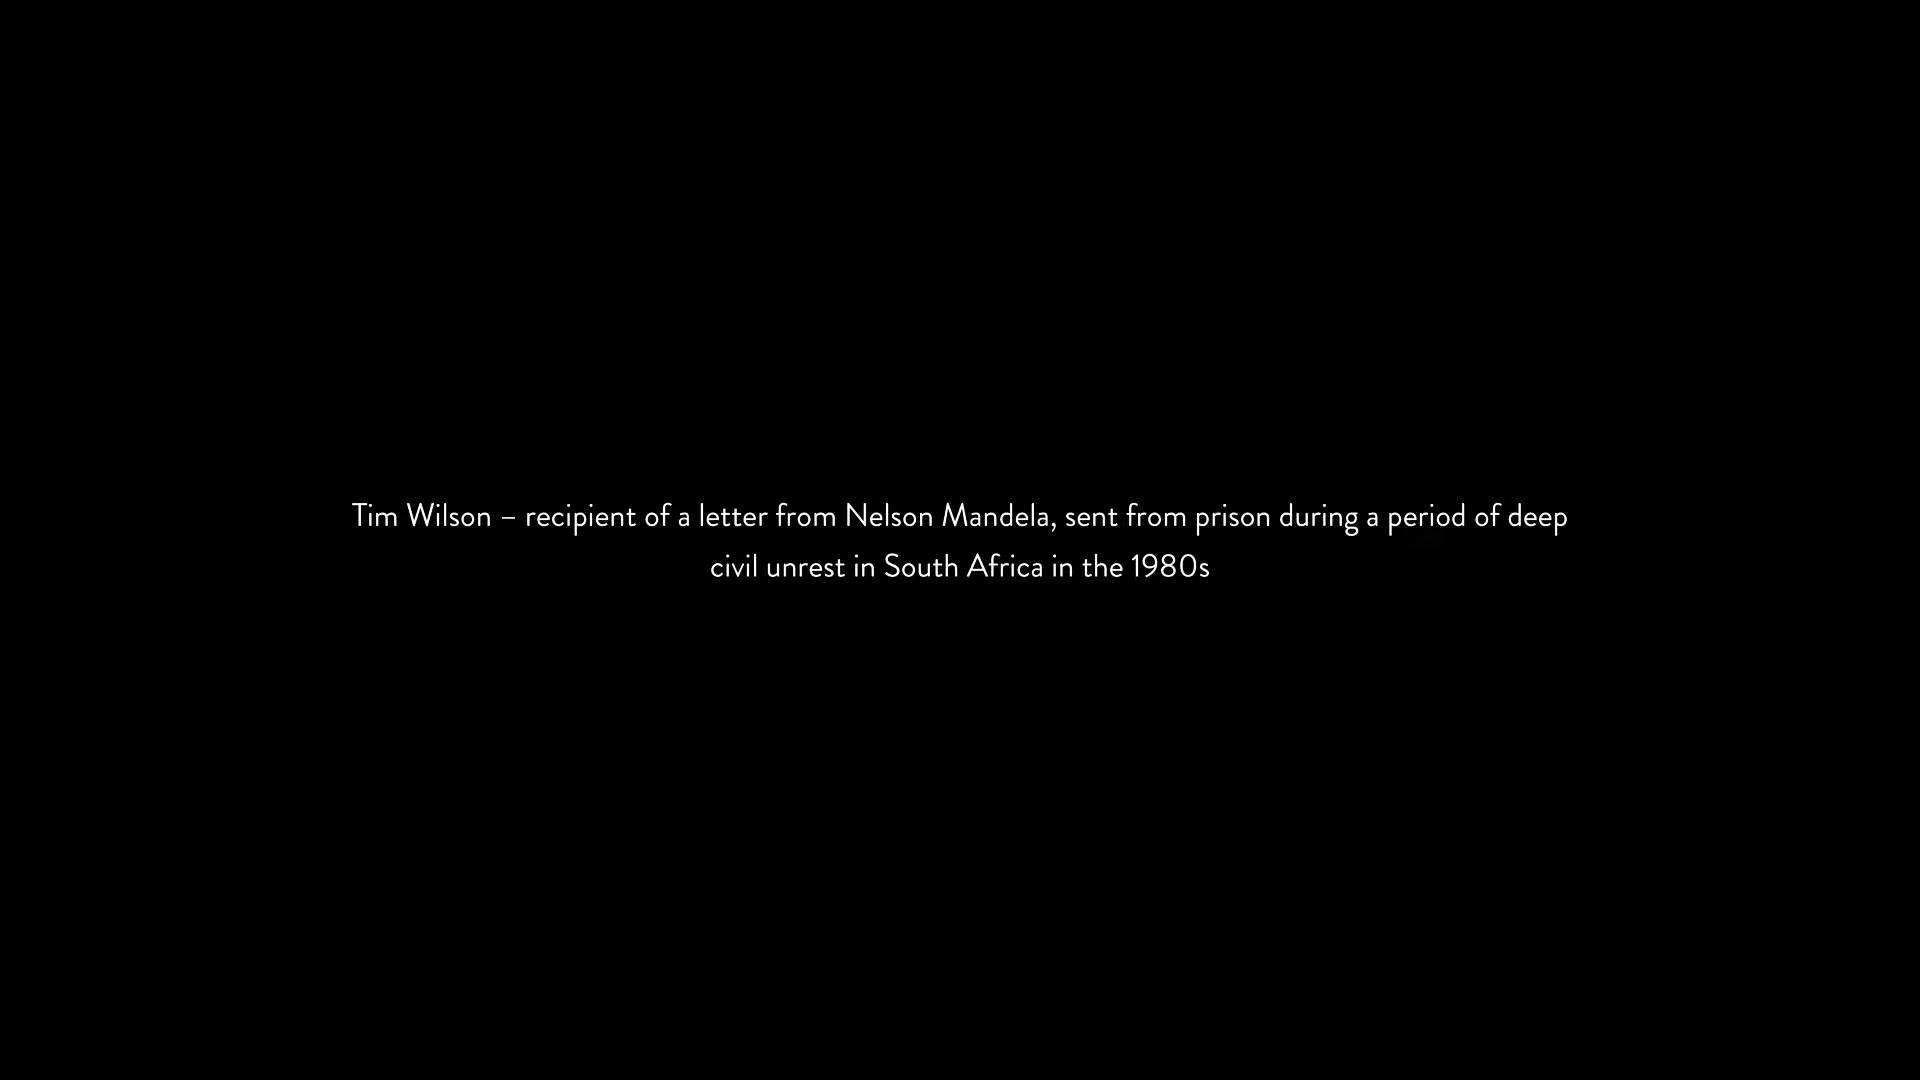 Tim Wilson – recipient of a letter from Nelson Mandela, sent from prison during a period of deep
civil unrest in South Africa in the 1980s